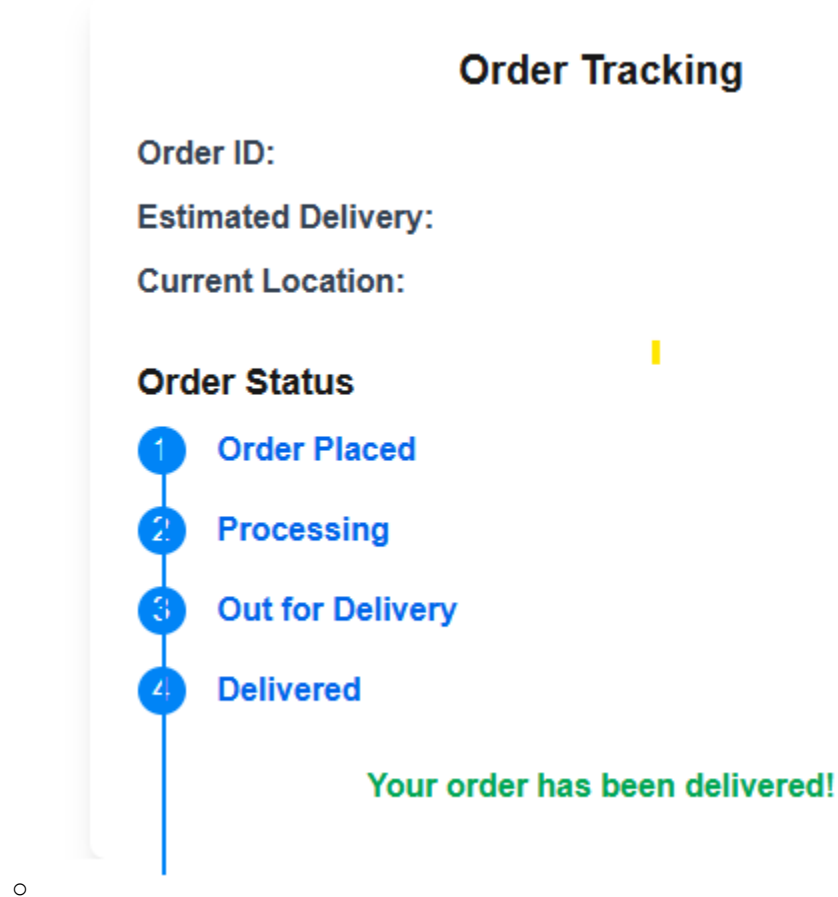 Order Tracking
Order ID:
Estimated Delivery:
Current Location:
Order Status
1 Order Placed
2 Processing
3 Out for Delivery
4 Delivered
Your order has been delivered!